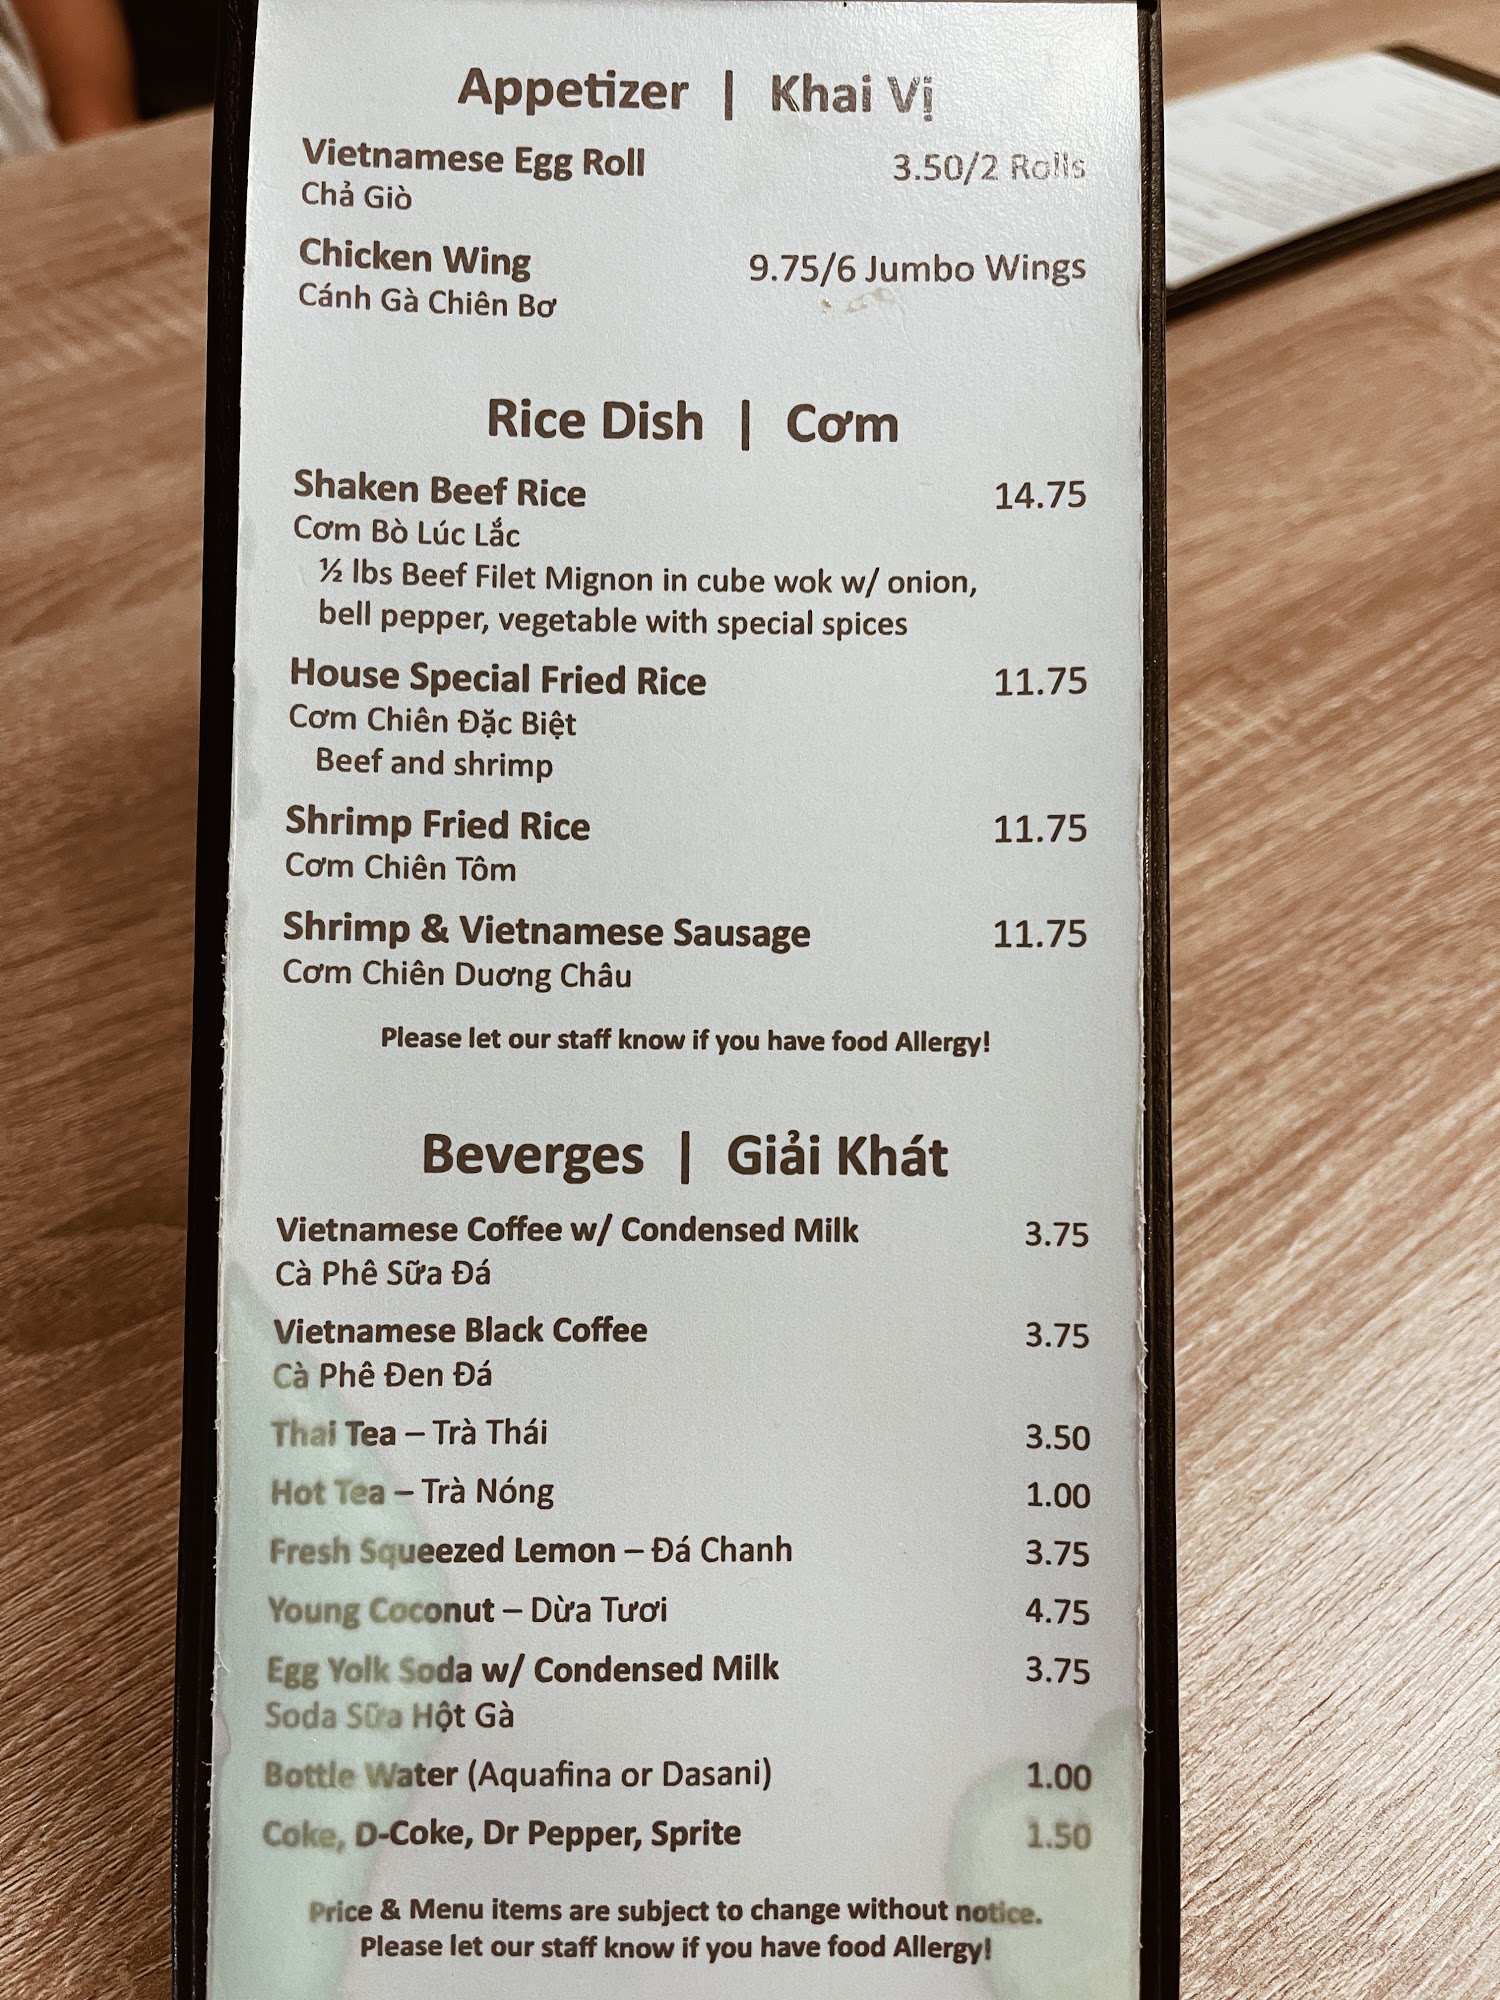 Appetizer | Khai Vị
Vietnamese Egg Roll 3.50/2 Rolls
Chả Giò
Chicken Wing 9.75/6 Jumbo Wings
Cánh Gà Chiên Bơ
Rice Dish | Cơm
Shaken Beef Rice 14.75
Cơm Bò Lúc Lắc
½ lbs Beef Filet Mignon in cube wok w/ onion,
bell pepper, vegetable with special spices
House Special Fried Rice 11.75
Cơm Chiên Đặc Biệt
Beef and shrimp
Shrimp Fried Rice 11.75
Cơm Chiên Tôm
Shrimp & Vietnamese Sausage 11.75
Cơm Chiên Duơng Châu
Please let our staff know if you have food Allergy!
Beverges | Giải Khát
Vietnamese Coffee w/ Condensed Milk 3.75
Cà Phê Sữa Đá
Vietnamese Black Coffee 3.75
Cà Phê Đen Đá
Thai Tea – Trà Thái 3.50
Hot Tea – Trà Nóng 1.00
Fresh Squeezed Lemon – Đá Chanh 3.75
Young Coconut – Dừa Tươi 4.75
Egg Yolk Soda w/ Condensed Milk 3.75
Soda Sữa Hột Gà
Bottle Water (Aquafina or Dasani) 1.00
Coke, D-Coke, Dr Pepper, Sprite 1.50
Price & Menu items are subject to change without notice.
Please let our staff know if you have food Allergy!